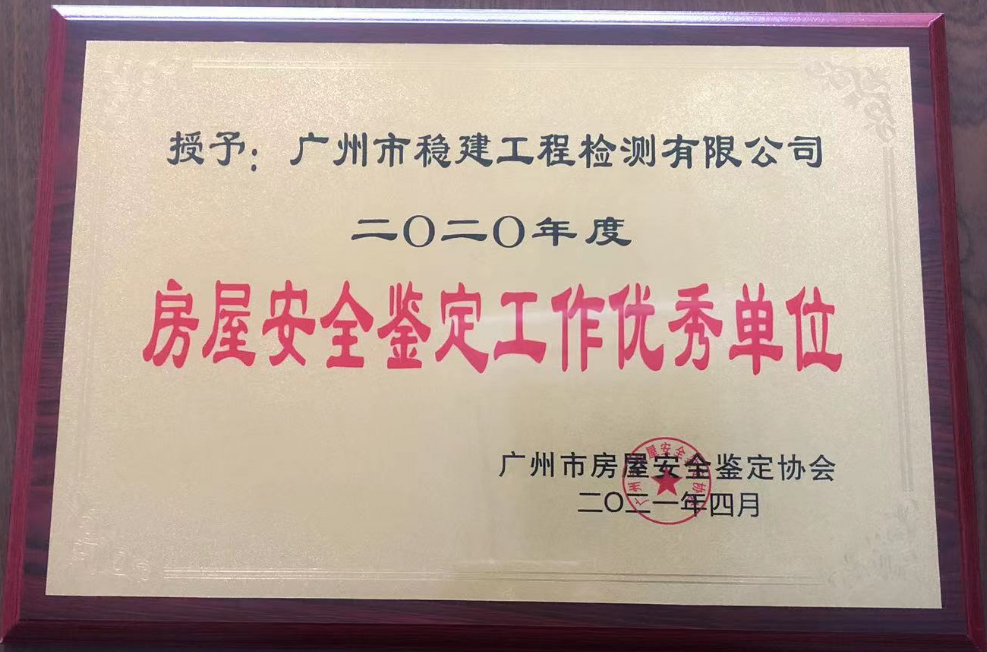 授予：广州市稳建工程检测有限公司
二〇二〇年度
房屋安全鉴定工作优秀单位
广州市房屋安全鉴定协会
二〇二一年四月